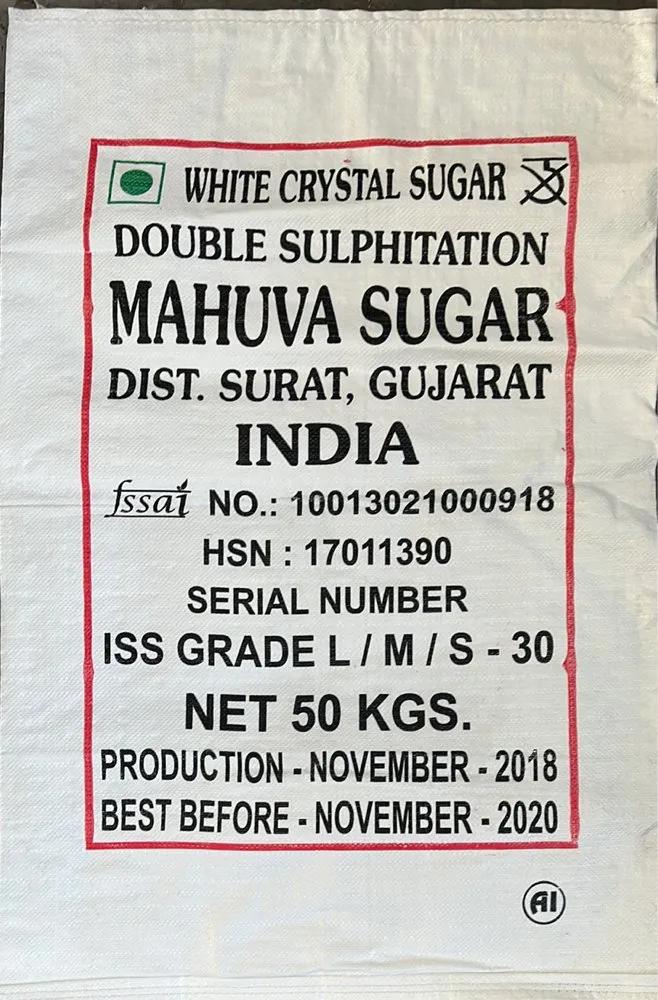 WHITE CRYSTAL SUGAR
DOUBLE SULPHITATION
MAHUVA SUGAR
DIST. SURAT, GUJARAT
INDIA
fssai NO.: 10013021000918
HSN : 17011390
SERIAL NUMBER
ISS GRADE L / M / S - 30
NET 50 KGS.
PRODUCTION - NOVEMBER - 2018
BEST BEFORE - NOVEMBER - 2020
AI